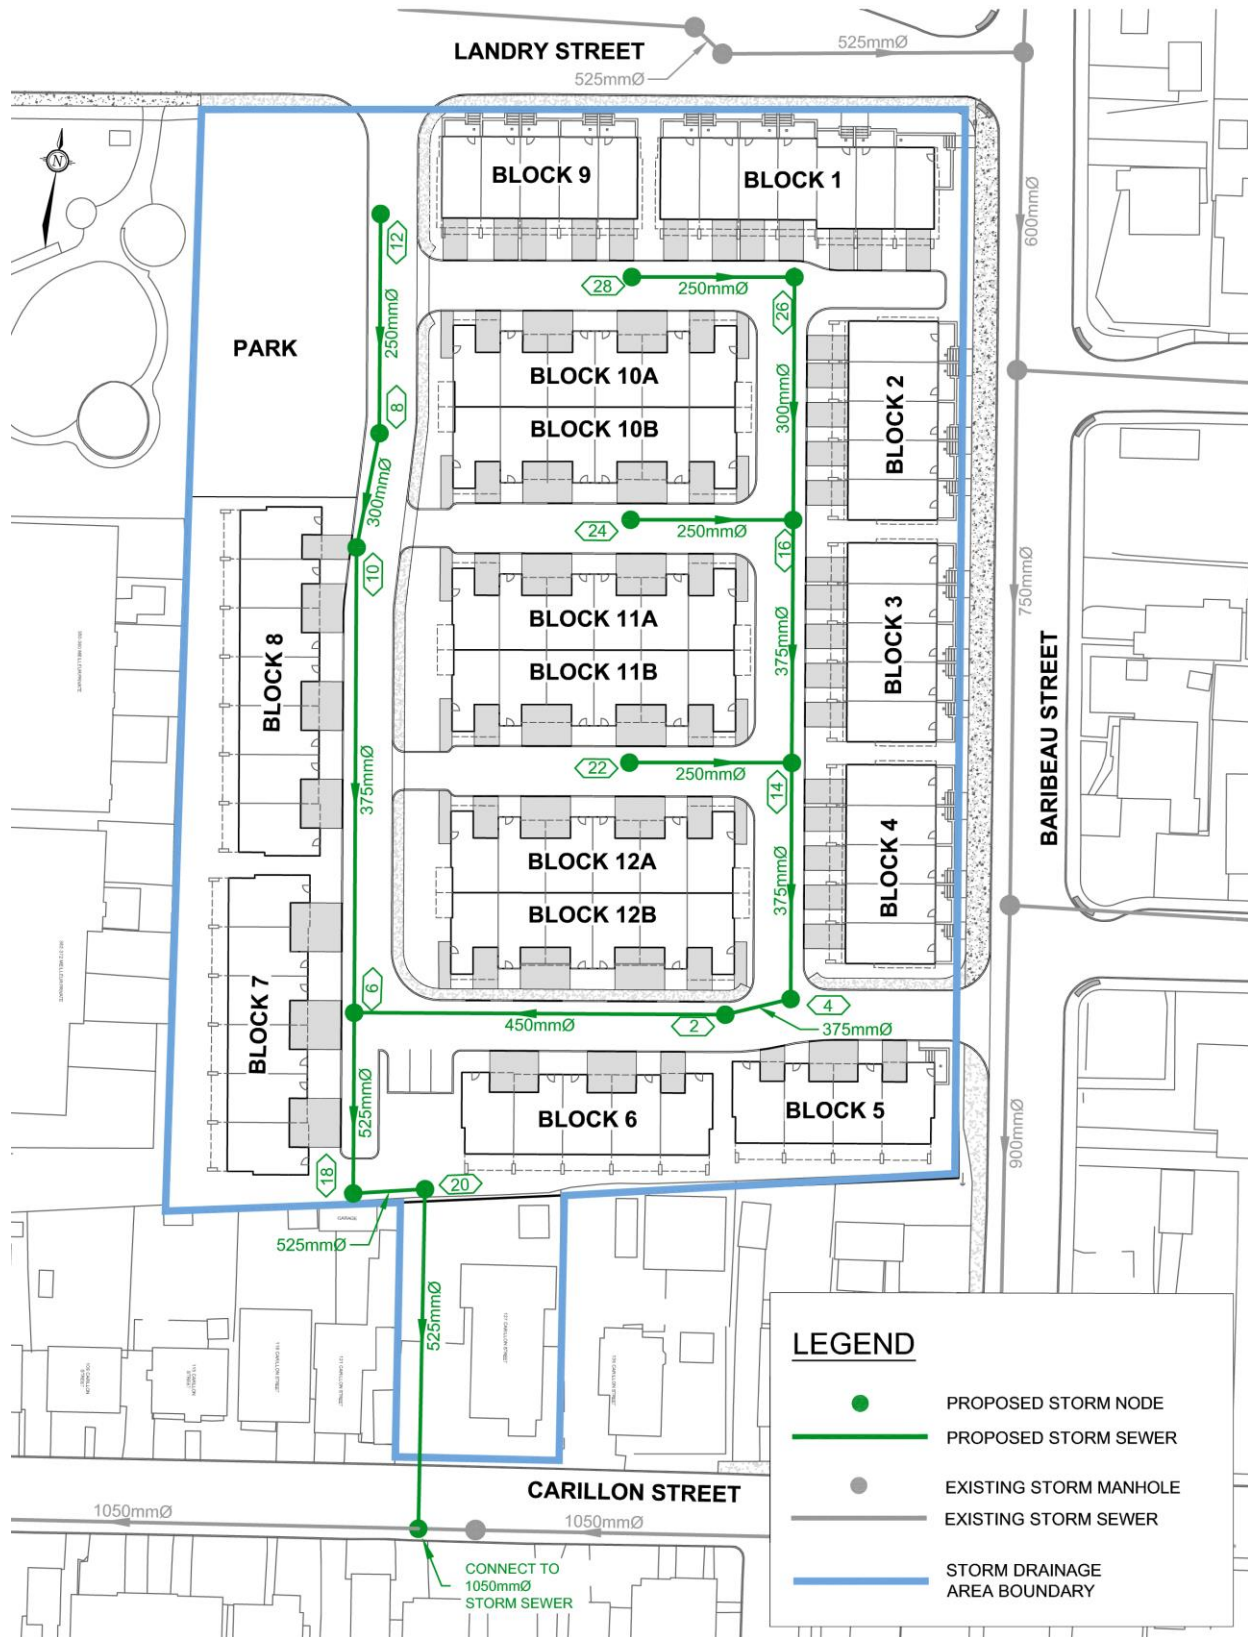 LANDRY STREET
525mmØ
525mmØ
N
BLOCK 9
BLOCK 1
600mmØ
12
28
250mmØ
26
250mmØ
PARK
BLOCK 10A
BLOCK 10B
BLOCK 2
300mmØ
8
300mmØ
24
250mmØ
16
10
750mmØ
BLOCK 11A
BLOCK 11B
BLOCK 3
375mmØ
BLOCK 8
BARIBEAU STREET
22
250mmØ
14
375mmØ
BLOCK 12A
BLOCK 12B
BLOCK 4
375mmØ
6
450mmØ
2
4
375mmØ
BLOCK 7
BLOCK 6
BLOCK 5
525mmØ
900mmØ
18
20
GARAGE
525mmØ
525mmØ
121 CARILLON STREET
LEGEND
PROPOSED STORM NODE
PROPOSED STORM SEWER
EXISTING STORM MANHOLE
EXISTING STORM SEWER
STORM DRAINAGE
AREA BOUNDARY
CARILLON STREET
1050mmØ
1050mmØ
CONNECT TO
1050mmØ
STORM SEWER